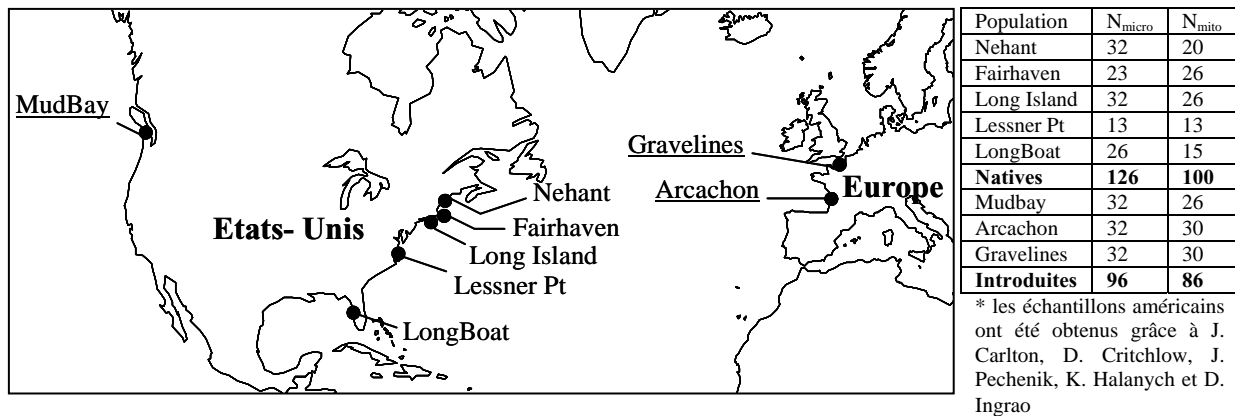 MudBay
Etats- Unis
Nehant
Fairhaven
Long Island
Lessner Pt
LongBoat
Gravelines
Arcachon
Europe
Population Nmicro Nmito
Nehant 32 20
Fairhaven 23 26
Long Island 32 26
Lessner Pt 13 13
LongBoat 26 15
Natives 126 100
Mudbay 32 26
Arcachon 32 30
Gravelines 32 30
Introduites 96 86
* les échantillons américains
ont été obtenus grâce à J.
Carlton, D. Critchlow, J.
Pechenik, K. Halanych et D.
Ingrao